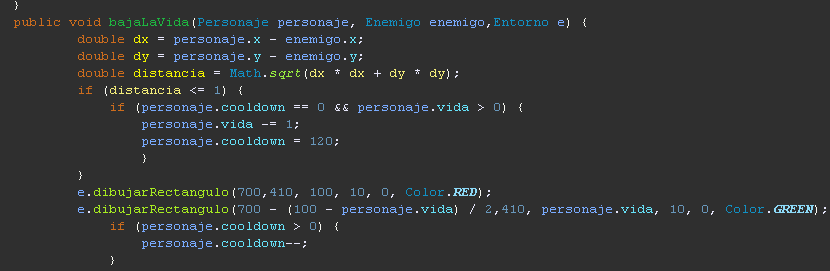 }
public void bajaLaVida(Personaje personaje, Enemigo enemigo,Entorno e) {
double dx = personaje.x - enemigo.x;
double dy = personaje.y - enemigo.y;
double distancia = Math.sqrt(dx * dx + dy * dy);
if (distancia <= 1) {
if (personaje.cooldown == 0 && personaje.vida > 0) {
personaje.vida -= 1;
personaje.cooldown = 120;
}
}
e.dibujarRectangulo(700,410, 100, 10, 0, Color.RED);
e.dibujarRectangulo(700 - (100 - personaje.vida) / 2,410, personaje.vida, 10, 0, Color.GREEN);
if (personaje.cooldown > 0) {
personaje.cooldown--;
}